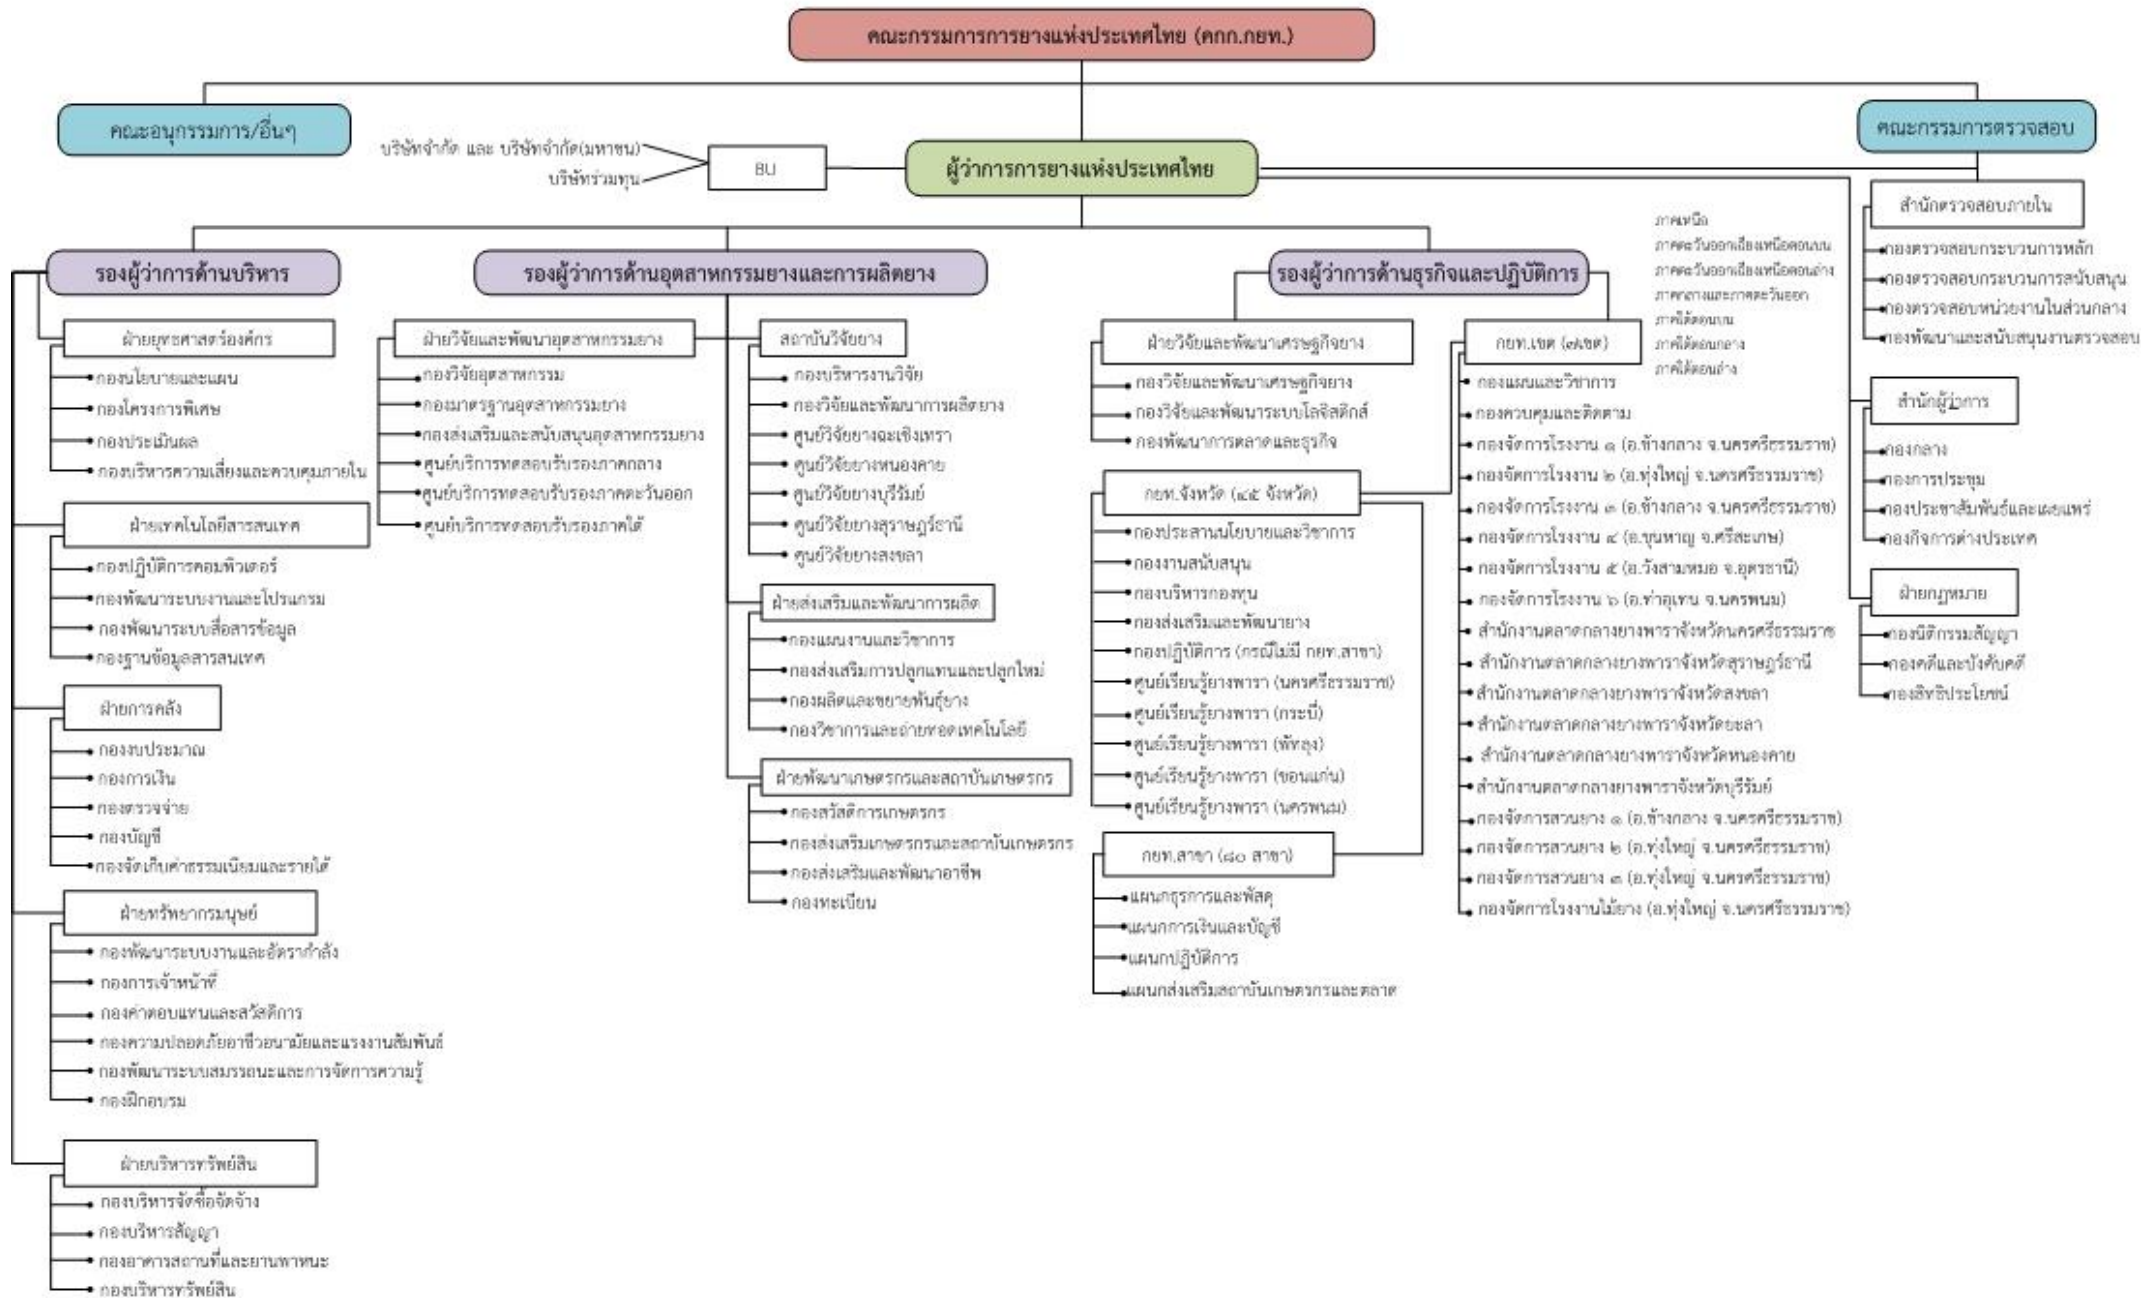 คณะกรรมการการยางแห่งประเทศไทย (คกก.กยท.)
คณะอนุกรรมการ/อื่นๆ
คณะกรรมการตรวจสอบ
บริษัทจำกัด และ บริษัทจำกัด(มหาชน)
บริษัทร่วมทุน
BU
ผู้ว่าการการยางแห่งประเทศไทย
รองผู้ว่าการด้านบริหาร
ฝ่ายยุทธศาสตร์องค์กร
กองนโยบายและแผน
กองโครงการพิเศษ
กองประเมินผล
กองบริหารความเสี่ยงและควบคุมภายใน
ฝ่ายเทคโนโลยีสารสนเทศ
กองปฏิบัติการคอมพิวเตอร์
กองพัฒนาระบบงานและโปรแกรม
กองพัฒนาระบบสื่อสารข้อมูล
กองฐานข้อมูลสารสนเทศ
ฝ่ายการคลัง
กองงบประมาณ
กองการเงิน
กองตรวจจ่าย
กองบัญชี
กองจัดเก็บค่าธรรมเนียมและรายได้
ฝ่ายทรัพยากรมนุษย์
กองพัฒนาระบบงานและอัตรากำลัง
กองการเจ้าหน้าที่
กองค่าตอบแทนและสวัสดิการ
กองความปลอดภัยอาชีวอนามัยและแรงงานสัมพันธ์
กองพัฒนาระบบสมรรถนะและการจัดการความรู้
กองฝึกอบรม
ฝ่ายบริหารทรัพย์สิน
กองบริหารจัดซื้อจัดจ้าง
กองบริหารสัญญา
กองอาคารสถานที่และยานพาหนะ
กองบริหารทรัพย์สิน
รองผู้ว่าการด้านอุตสาหกรรมยางและการผลิตยาง
ฝ่ายวิจัยและพัฒนาอุตสาหกรรมยาง
กองวิจัยอุตสาหกรรม
กองมาตรฐานอุตสาหกรรมยาง
กองส่งเสริมและสนับสนุนอุตสาหกรรมยาง
ศูนย์บริการทดสอบรับรองภาคกลาง
ศูนย์บริการทดสอบรับรองภาคตะวันออก
ศูนย์บริการทดสอบรับรองภาคใต้
สถาบันวิจัยยาง
กองบริหารงานวิจัย
กองวิจัยและพัฒนาการผลิตยาง
ศูนย์วิจัยยางฉะเชิงเทรา
ศูนย์วิจัยยางหนองคาย
ศูนย์วิจัยยางบุรีรัมย์
ศูนย์วิจัยยางสุราษฎร์ธานี
ศูนย์วิจัยยางสงขลา
ฝ่ายส่งเสริมและพัฒนาการผลิต
กองแผนงานและวิชาการ
กองส่งเสริมการปลูกแทนและปลูกใหม่
กองผลิตและขยายพันธุ์ยาง
กองวิชาการและถ่ายทอดเทคโนโลยี
ฝ่ายพัฒนาเกษตรกรและสถาบันเกษตรกร
กองสวัสดิการเกษตรกร
กองส่งเสริมเกษตรกรและสถาบันเกษตรกร
กองส่งเสริมและพัฒนาอาชีพ
กองทะเบียน
รองผู้ว่าการด้านธุรกิจและปฏิบัติการ
ฝ่ายวิจัยและพัฒนาเศรษฐกิจยาง
กองวิจัยและพัฒนาเศรษฐกิจยาง
กองวิจัยและพัฒนาระบบโลจิสติกส์
กองพัฒนาการตลาดและธุรกิจ
กยท.จังหวัด (๔๕ จังหวัด)
กองประสานนโยบายและวิชาการ
กองงานสนับสนุน
กองบริหารกองทุน
กองส่งเสริมและพัฒนายาง
กองปฏิบัติการ (กรณีไม่มี กยท.สาขา)
ศูนย์เรียนรู้ยางพารา (นครศรีธรรมราช)
ศูนย์เรียนรู้ยางพารา (กระบี่)
ศูนย์เรียนรู้ยางพารา (พัทลุง)
ศูนย์เรียนรู้ยางพารา (ขอนแก่น)
ศูนย์เรียนรู้ยางพารา (นครพนม)
กยท.สาขา (๘๐ สาขา)
แผนกธุรการและพัสดุ
แผนกการเงินและบัญชี
แผนกปฏิบัติการ
แผนกส่งเสริมสถาบันเกษตรกรและตลาด
กยท.เขต (๗เขต)
ภาคเหนือ
ภาคตะวันออกเฉียงเหนือตอนบน
ภาคตะวันออกเฉียงเหนือตอนล่าง
ภาคกลางและภาคตะวันออก
ภาคใต้ตอนบน
ภาคใต้ตอนกลาง
ภาคใต้ตอนล่าง
กองแผนและวิชาการ
กองควบคุมและติดตาม
กองจัดการโรงงาน ๑ (อ.ช้างกลาง จ.นครศรีธรรมราช)
กองจัดการโรงงาน ๒ (อ.ทุ่งใหญ่ จ.นครศรีธรรมราช)
กองจัดการโรงงาน ๓ (อ.ช้างกลาง จ.นครศรีธรรมราช)
กองจัดการโรงงาน ๔ (อ.ขุนหาญ จ.ศรีสะเกษ)
กองจัดการโรงงาน ๕ (อ.วังสามหมอ จ.อุดรธานี)
กองจัดการโรงงาน ๖ (อ.ท่าอุเทน จ.นครพนม)
สำนักงานตลาดกลางยางพาราจังหวัดนครศรีธรรมราช
สำนักงานตลาดกลางยางพาราจังหวัดสุราษฎร์ธานี
สำนักงานตลาดกลางยางพาราจังหวัดสงขลา
สำนักงานตลาดกลางยางพาราจังหวัดยะลา
สำนักงานตลาดกลางยางพาราจังหวัดหนองคาย
สำนักงานตลาดกลางยางพาราจังหวัดบุรีรัมย์
กองจัดการสวนยาง ๑ (อ.ช้างกลาง จ.นครศรีธรรมราช)
กองจัดการสวนยาง ๒ (อ.ทุ่งใหญ่ จ.นครศรีธรรมราช)
กองจัดการสวนยาง ๓ (อ.ทุ่งใหญ่ จ.นครศรีธรรมราช)
กองจัดการโรงงานไม้ยาง (อ.ทุ่งใหญ่ จ.นครศรีธรรมราช)
สำนักตรวจสอบภายใน
กองตรวจสอบกระบวนการหลัก
กองตรวจสอบกระบวนการสนับสนุน
กองตรวจสอบหน่วยงานในส่วนกลาง
กองพัฒนาและสนับสนุนงานตรวจสอบ
สำนักผู้ว่าการ
กองกลาง
กองการประชุม
กองประชาสัมพันธ์และเผยแพร่
กองกิจการต่างประเทศ
ฝ่ายกฎหมาย
กองนิติกรรมสัญญา
กองคดีและบังคับคดี
กองสิทธิประโยชน์